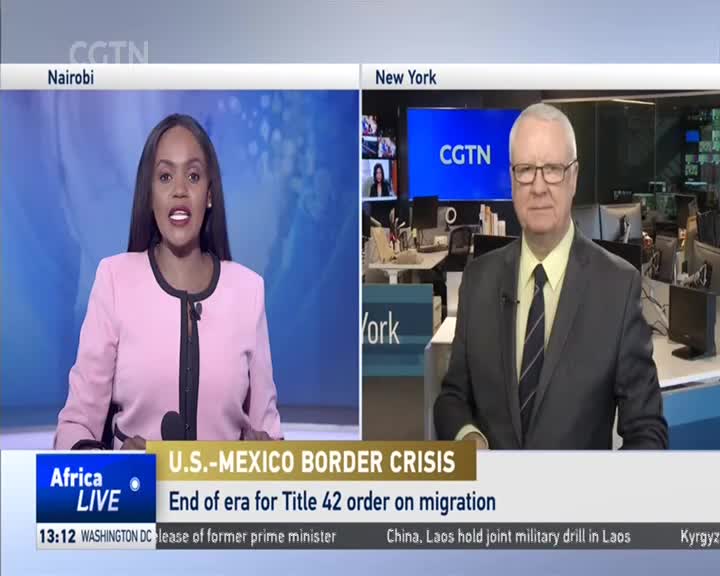 CGTN
Nairobi
New York
CGTN
York
U.S.-MEXICO BORDER CRISIS
Africa
LIVE
End of era for Title 42 order on migration
13:12 WASHINGTON DC elease of former prime minister China, Laos hold joint military drill in Laos Kyrgyz